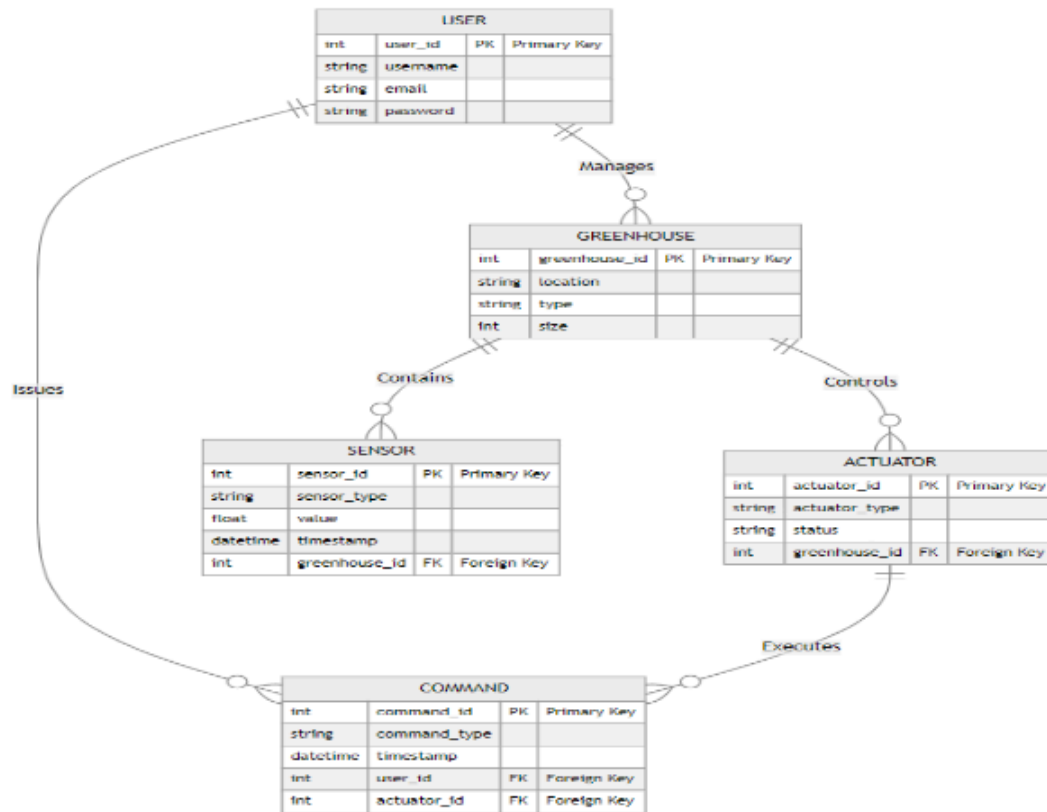 USER
int user_id PK Primary Key
string username
string email
string password
Manages
GREENHOUSE
int greenhouse_id PK Primary Key
string location
string type
int size
Issues
Contains
Controls
SENSOR
int sensor_id PK Primary Key
string sensor_type
float value
datetime timestamp
int greenhouse_id FK Foreign Key
ACTUATOR
int actuator_id PK Primary Key
string actuator_type
string status
int greenhouse_id FK Foreign Key
Executes
COMMAND
int command_id PK Primary Key
string command_type
datetime timestamp
int user_id FK Foreign Key
int actuator_id FK Foreign Key